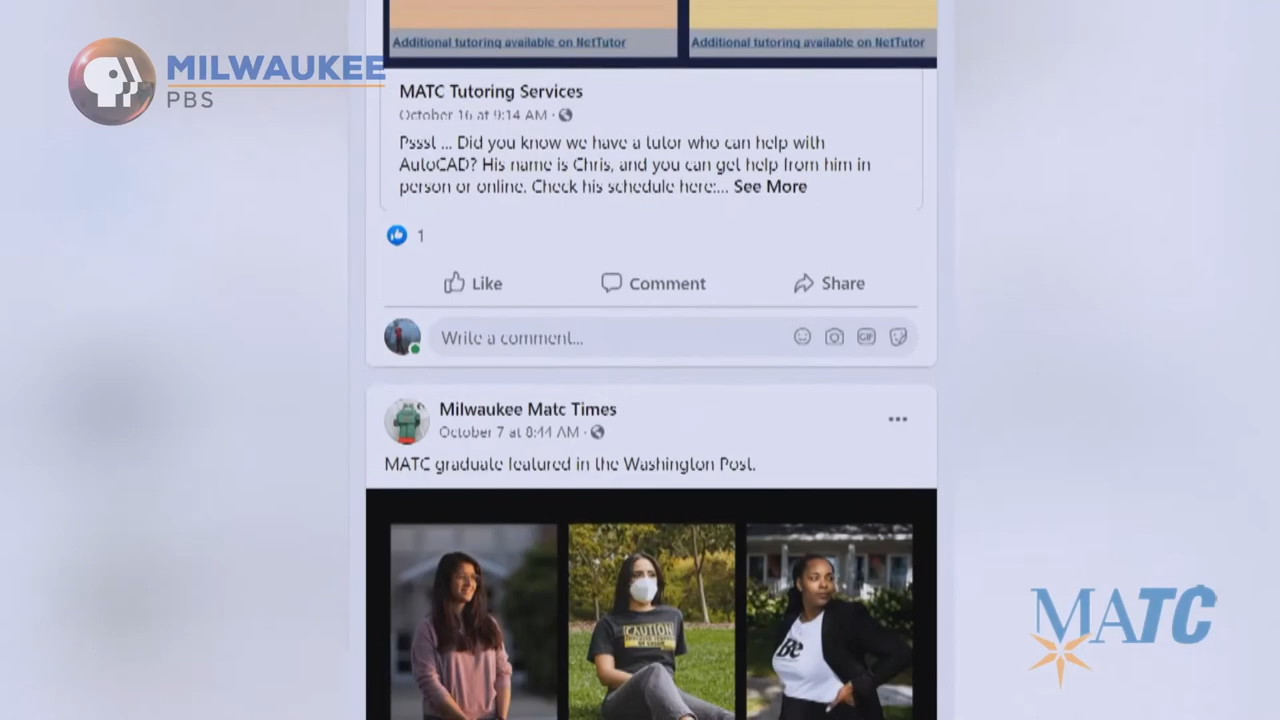 Additional tutoring available on NetTutor
Additional tutoring available on NetTutor
MILWAUKEE
PBS
MATC Tutoring Services
October 16 at 9:14 AM ·
Pssst ... Did you know we have a tutor who can help with
AutoCAD? His name is Chris, and you can get help from him in
person or online. Check his schedule here:... See More
1
Like
Comment
Share
Write a comment...
GIF
Milwaukee Matc Times
October 7 at 8:44 AM ·
MATC graduate featured in the Washington Post.
CAUTION
Be
MATC